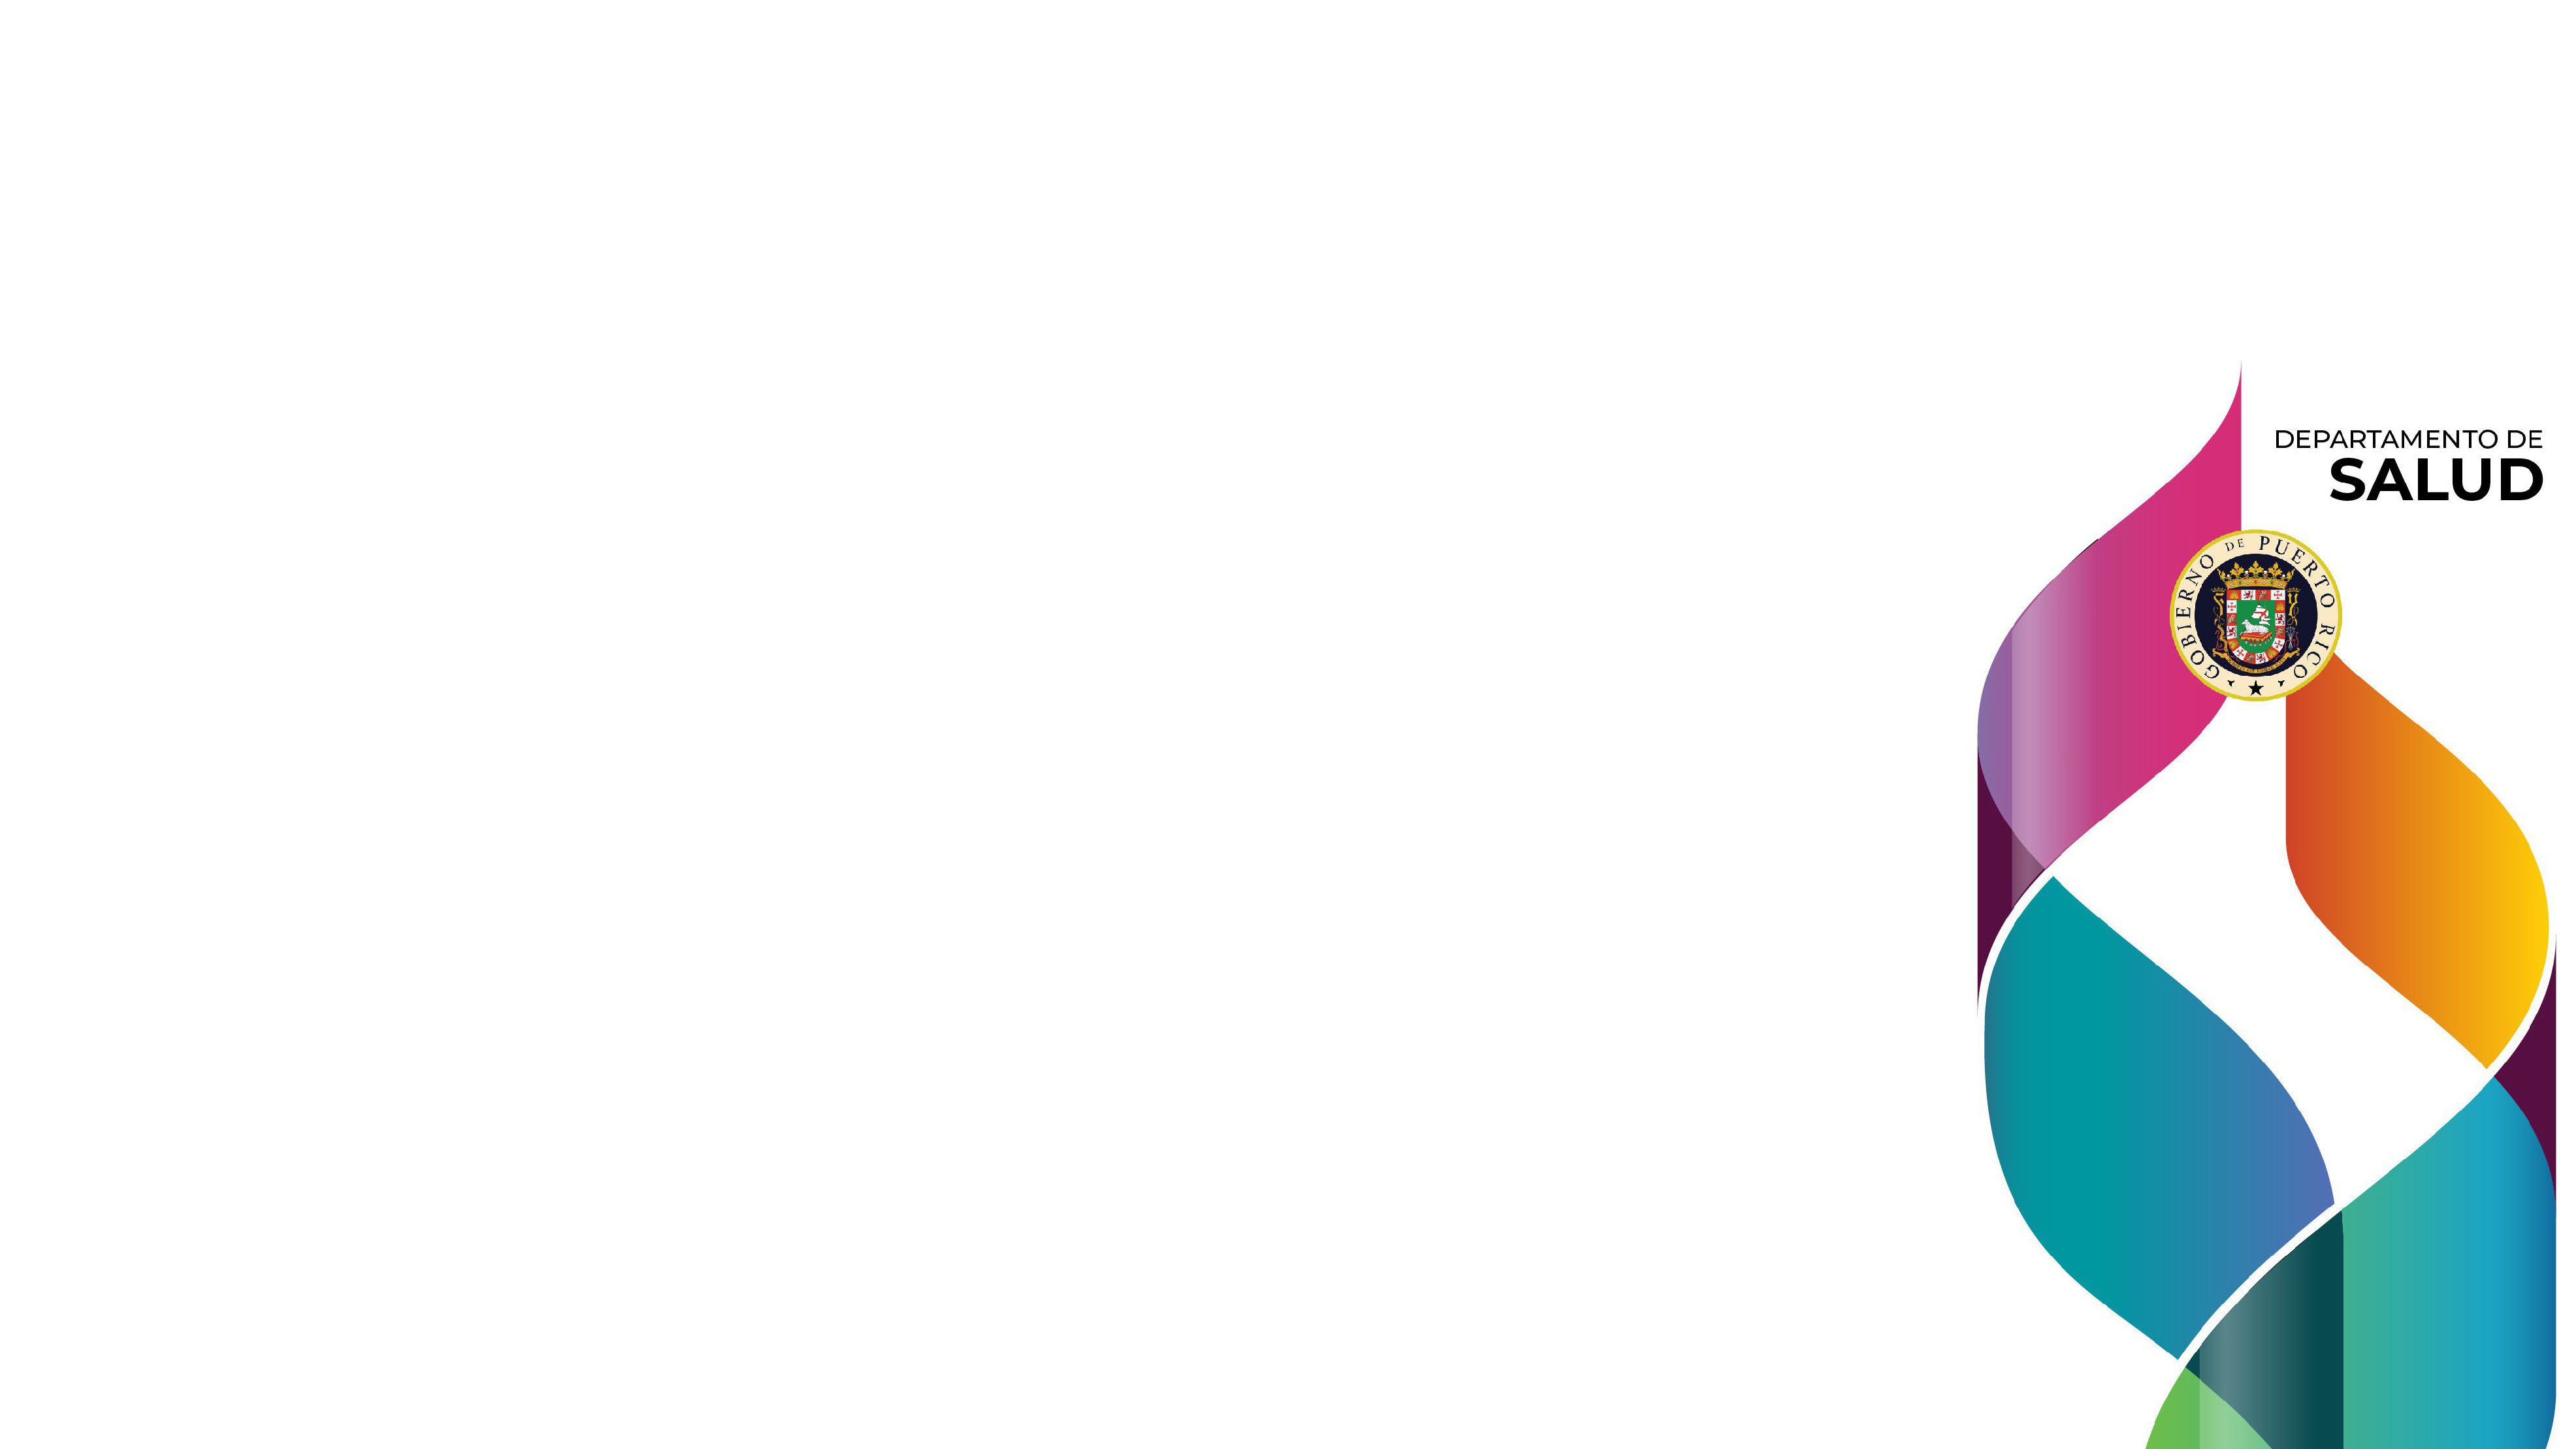 DEPARTAMENTO DE
SALUD
GOBIERNO DE PUERTO RICO